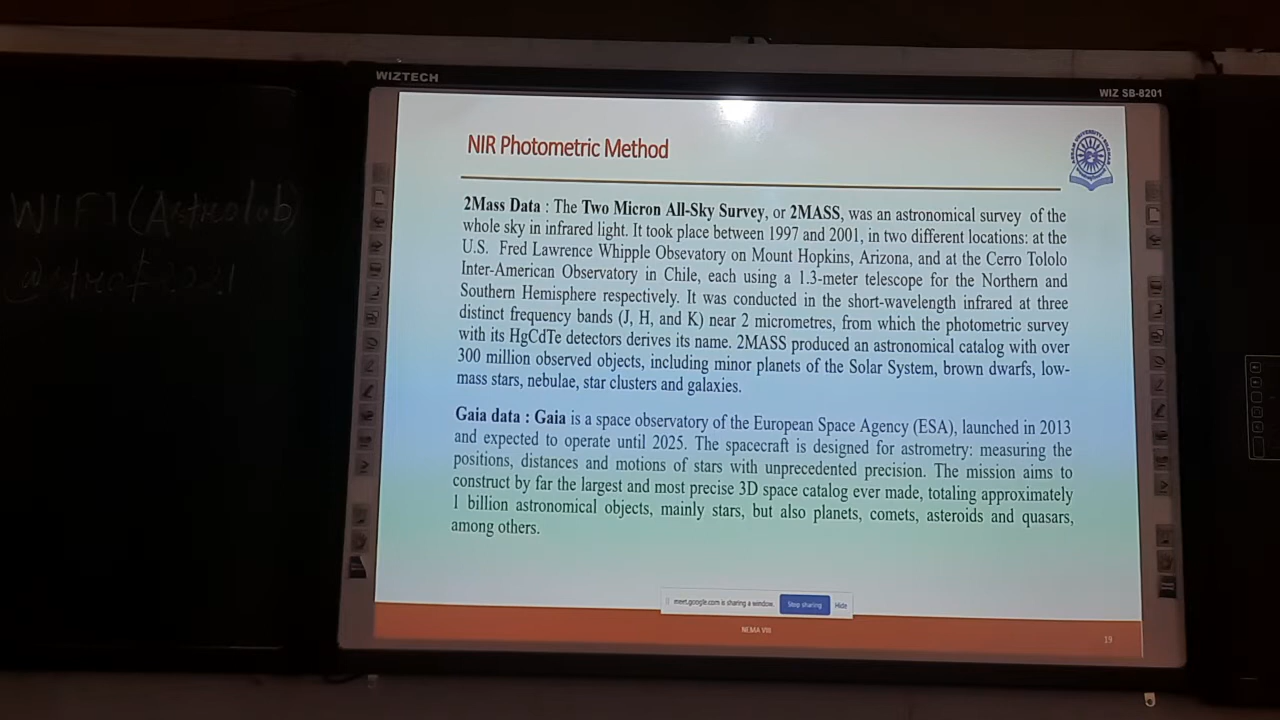 WIZTECH
WIZ SB-8201
NIR Photometric Method
2Mass Data : The Two Micron All-Sky Survey, or 2MASS, was an astronomical survey of the
whole sky in infrared light. It took place between 1997 and 2001, in two different locations: at the
U.S. Fred Lawrence Whipple Obsevatory on Mount Hopkins, Arizona, and at the Cerro Tololo
Inter-American Observatory in Chile, each using a 1.3-meter telescope for the Northern and
Southern Hemisphere respectively. It was conducted in the short-wavelength infrared at three
distinct frequency bands (J, H, and K) near 2 micrometres, from which the photometric survey
with its HgCdTe detectors derives its name. 2MASS produced an astronomical catalog with over
300 million observed objects, including minor planets of the Solar System, brown dwarfs, low-
mass stars, nebulae, star clusters and galaxies.
Gaia data : Gaia is a space observatory of the European Space Agency (ESA), launched in 2013
and expected to operate until 2025. The spacecraft is designed for astrometry: measuring the
positions, distances and motions of stars with unprecedented precision. The mission aims to
construct by far the largest and most precise 3D space catalog ever made, totaling approximately
1 billion astronomical objects, mainly stars, but also planets, comets, asteroids and quasars,
among others.
meet.google.com is sharing a window. Stop sharing Hide
NEMA VIII
19
WIFI (Astrolab)